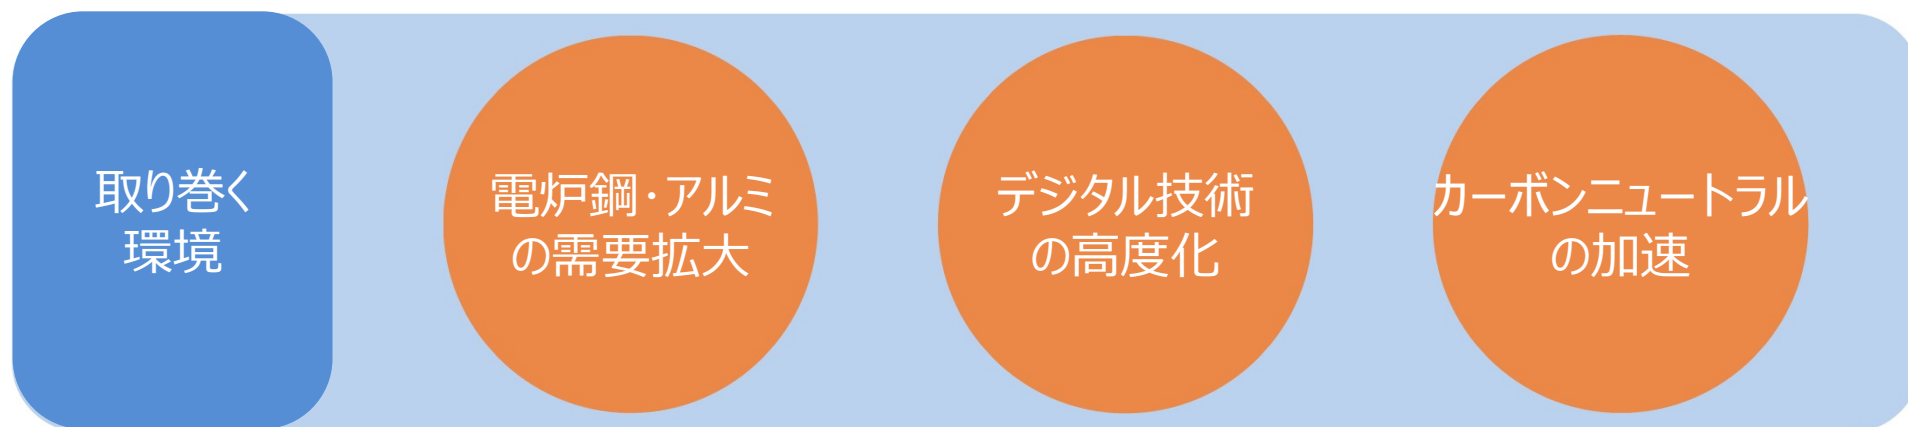 取り巻く
環境
電炉鋼・アルミ
の需要拡大
デジタル技術
の高度化
カーボンニュートラル
の加速